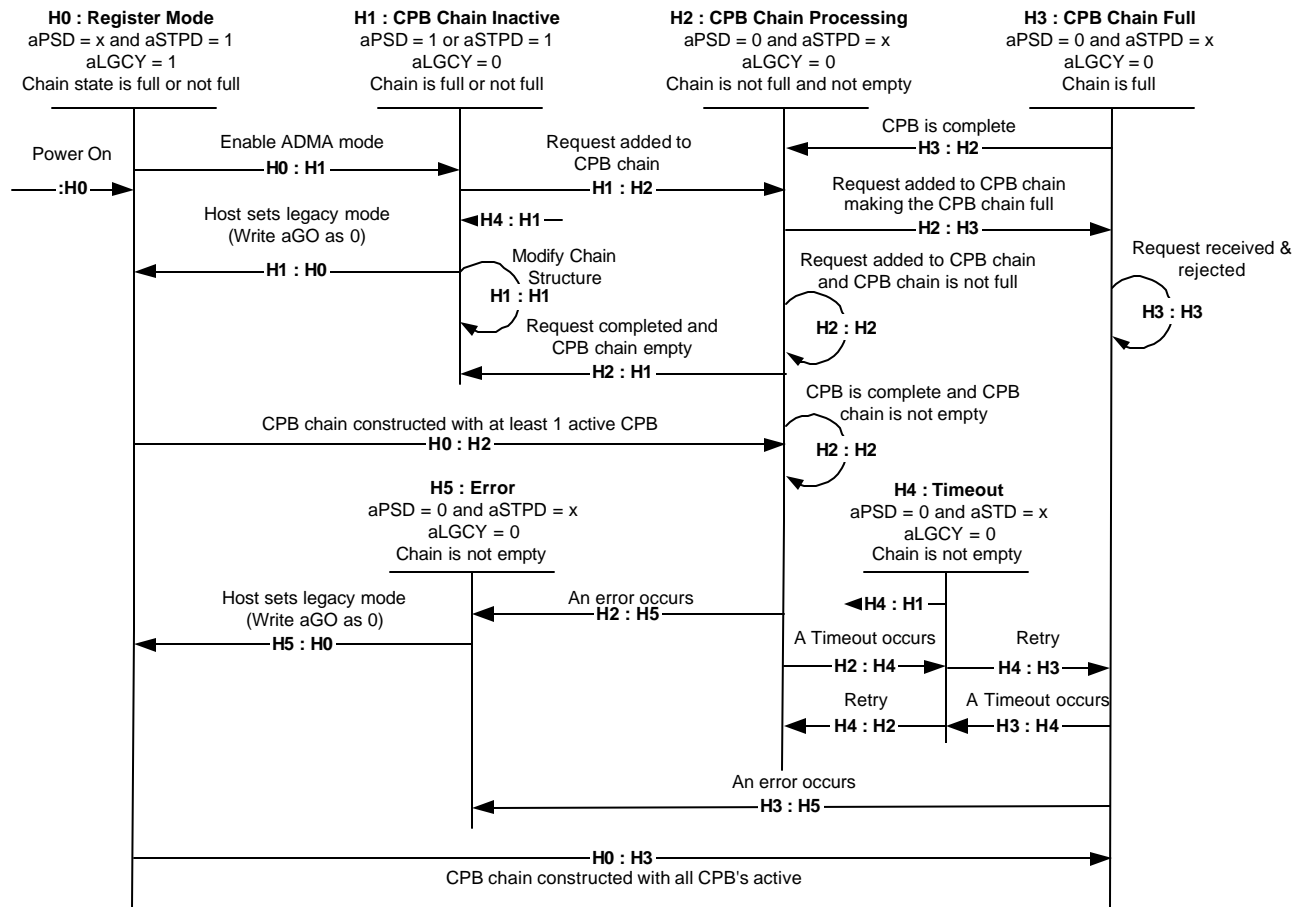 H0 : Register Mode
aPSD = x and aSTPD = 1
aLGCY = 1
Chain state is full or not full
H1 : CPB Chain Inactive
aPSD = 1 or aSTPD = 1
aLGCY = 0
Chain is full or not full
H2 : CPB Chain Processing
aPSD = 0 and aSTPD = x
aLGCY = 0
Chain is not full and not empty
H3 : CPB Chain Full
aPSD = 0 and aSTPD = x
aLGCY = 0
Chain is full
Power On
:H0
Enable ADMA mode
H0 : H1
Request added to
CPB chain
H1 : H2
CPB is complete
H3 : H2
Request added to CPB chain
making the CPB chain full
H2 : H3
Host sets legacy mode
(Write aGO as 0)
H1 : H0
H4 : H1
Modify Chain
Structure
H1 : H1
Request added to CPB chain
and CPB chain is not full
H2 : H2
Request received &
rejected
H3 : H3
Request completed and
CPB chain empty
H2 : H1
CPB chain constructed with at least 1 active CPB
H0 : H2
CPB is complete and CPB
chain is not empty
H2 : H2
H5 : Error
aPSD = 0 and aSTPD = x
aLGCY = 0
Chain is not empty
H4 : Timeout
aPSD = 0 and aSTD = x
aLGCY = 0
Chain is not empty
Host sets legacy mode
(Write aGO as 0)
H5 : H0
An error occurs
H2 : H5
H4 : H1
A Timeout occurs
H2 : H4
Retry
H4 : H3
Retry
H4 : H2
A Timeout occurs
H3 : H4
An error occurs
H3 : H5
H0 : H3
CPB chain constructed with all CPB's active